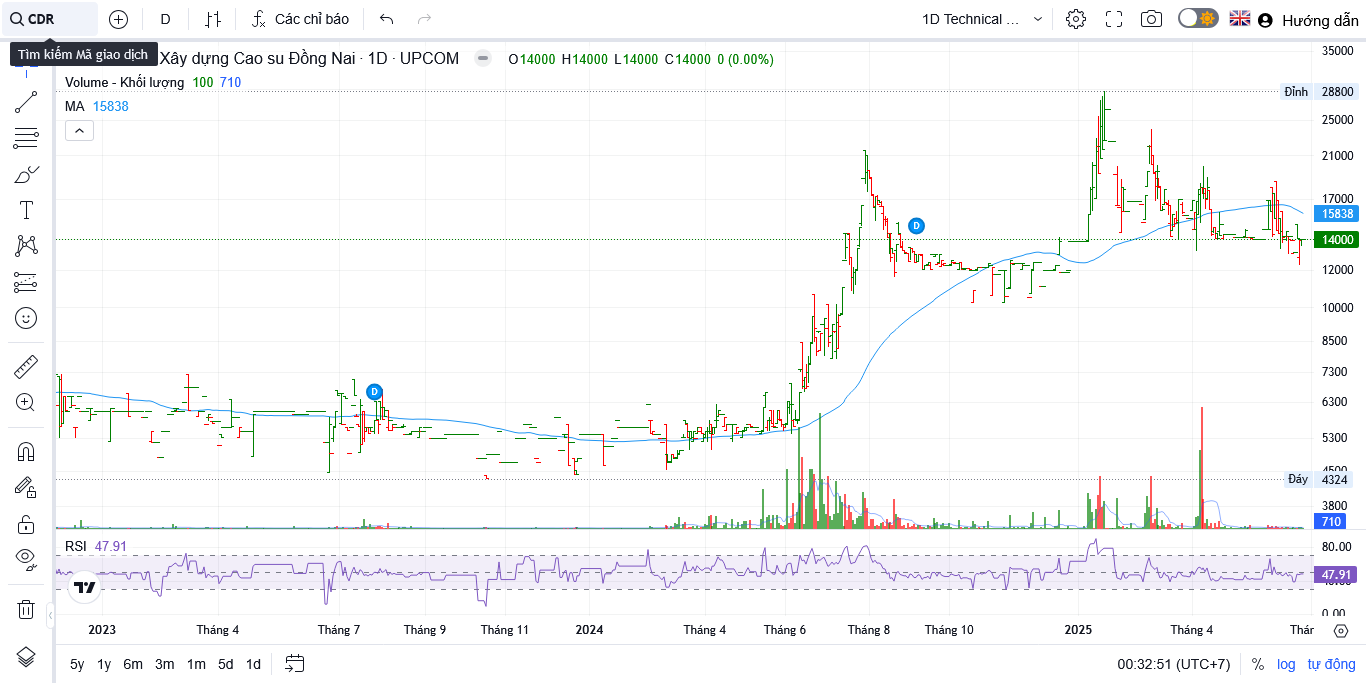 CDR D Các chỉ báo 1D Technical ... Hướng dẫn
Tìm kiếm Mã giao dịch
Xây dựng Cao su Đồng Nai · 1D · UPCOM O14000 H14000 L14000 C14000 0 (0.00%)
Volume - Khối lượng 100 710
MA 15838
35000
Đỉnh 28800
25000
21000
17000
15838
14000
12000
10000
8500
7300
6300
5300
4500
Đáy 4324
3800
710
D
D
RSI 47.91
80.00
47.91
0.00
2023 Tháng 4 Tháng 7 Tháng 9 Tháng 11 2024 Tháng 4 Tháng 6 Tháng 8 Tháng 10 2025 Tháng 4 Thár
5y 1y 6m 3m 1m 5d 1d 00:32:51 (UTC+7) % log tự động